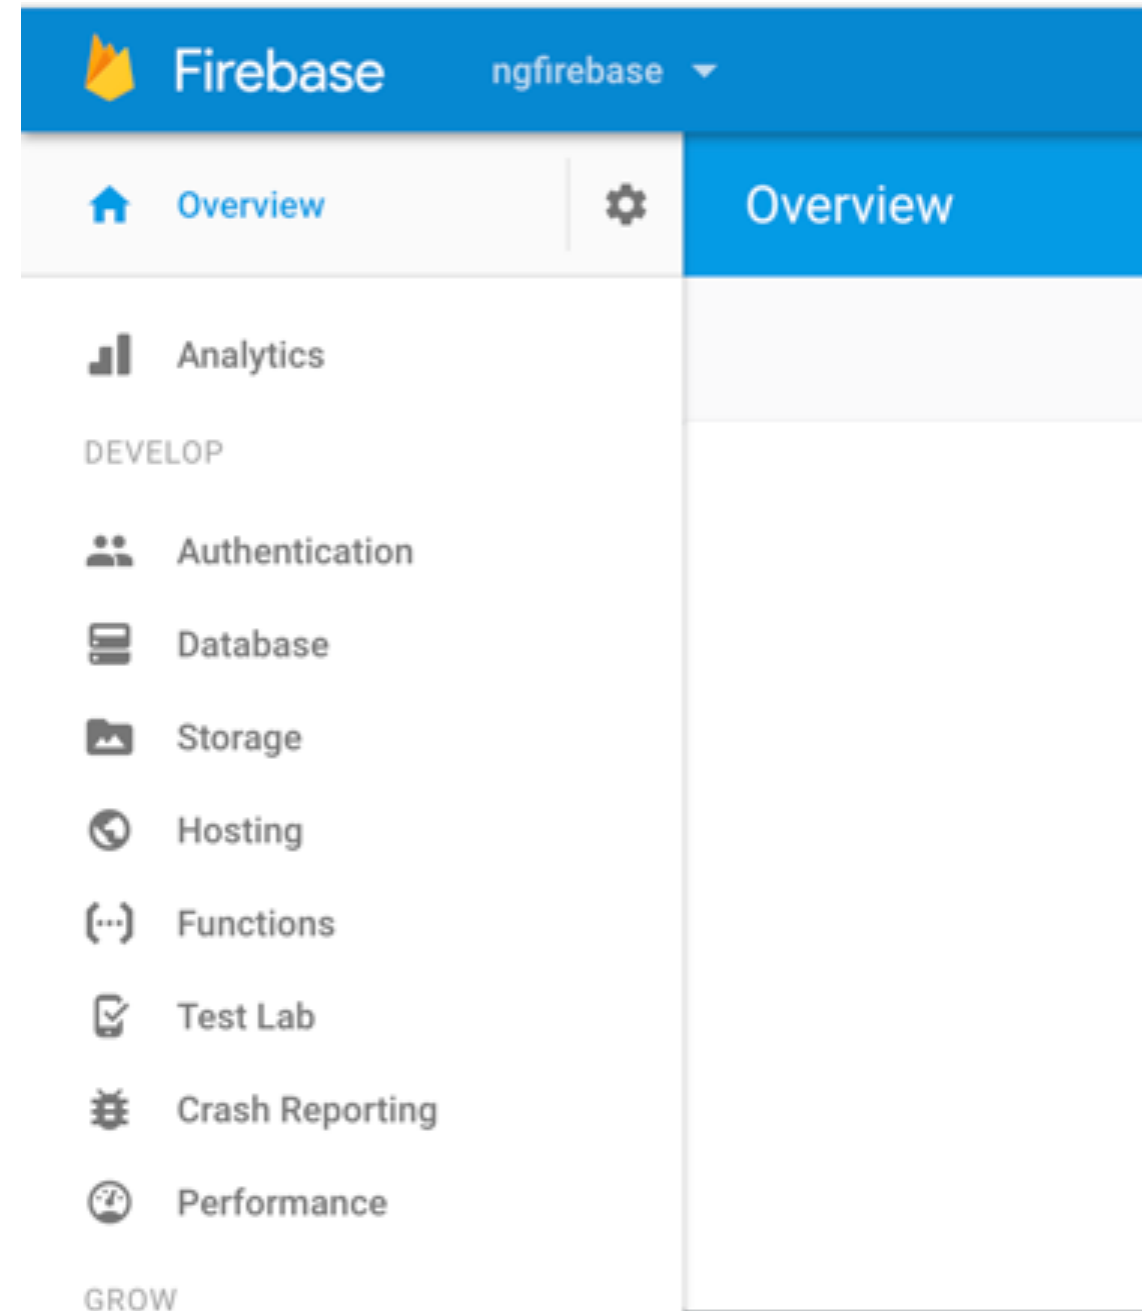 Firebase ngfirebase
Overview
Overview
Analytics
DEVELOP
Authentication
Database
Storage
Hosting
Functions
Test Lab
Crash Reporting
Performance
GROW